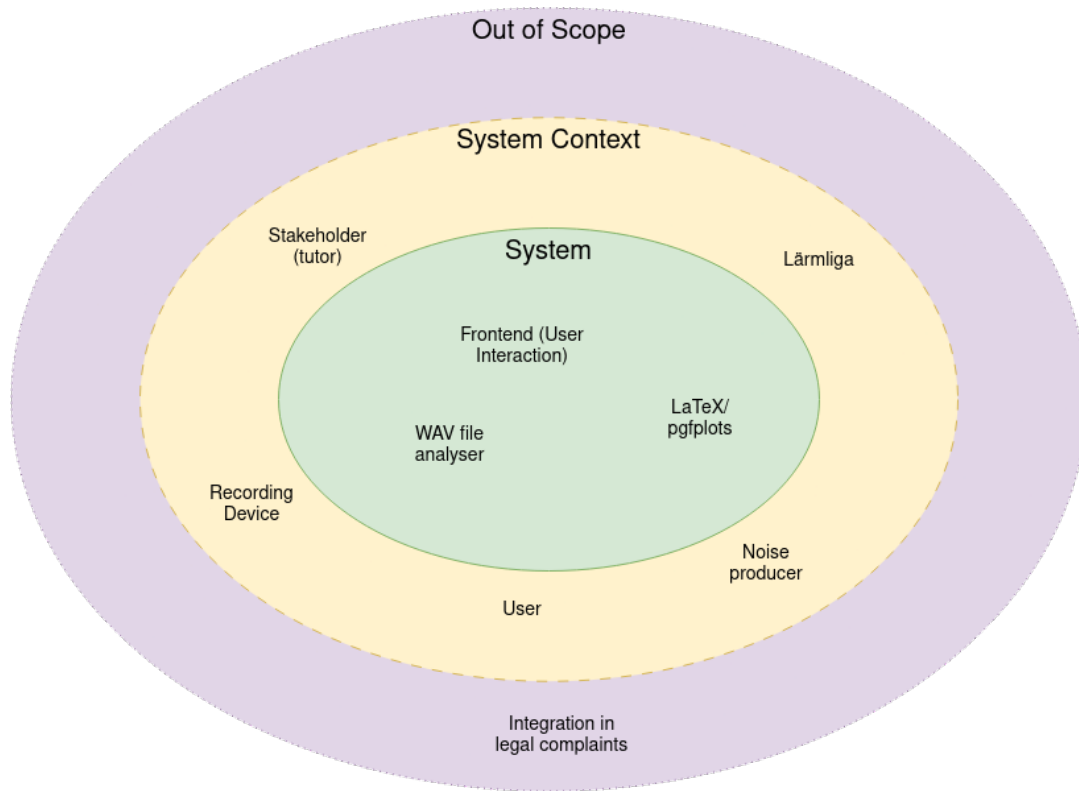 Out of Scope
System Context
Stakeholder
(tutor)
Lärmliga
System
Frontend (User
Interaction)
LaTeX/
pgfplots
WAV file
analyser
Recording
Device
Noise
producer
User
Integration in
legal complaints